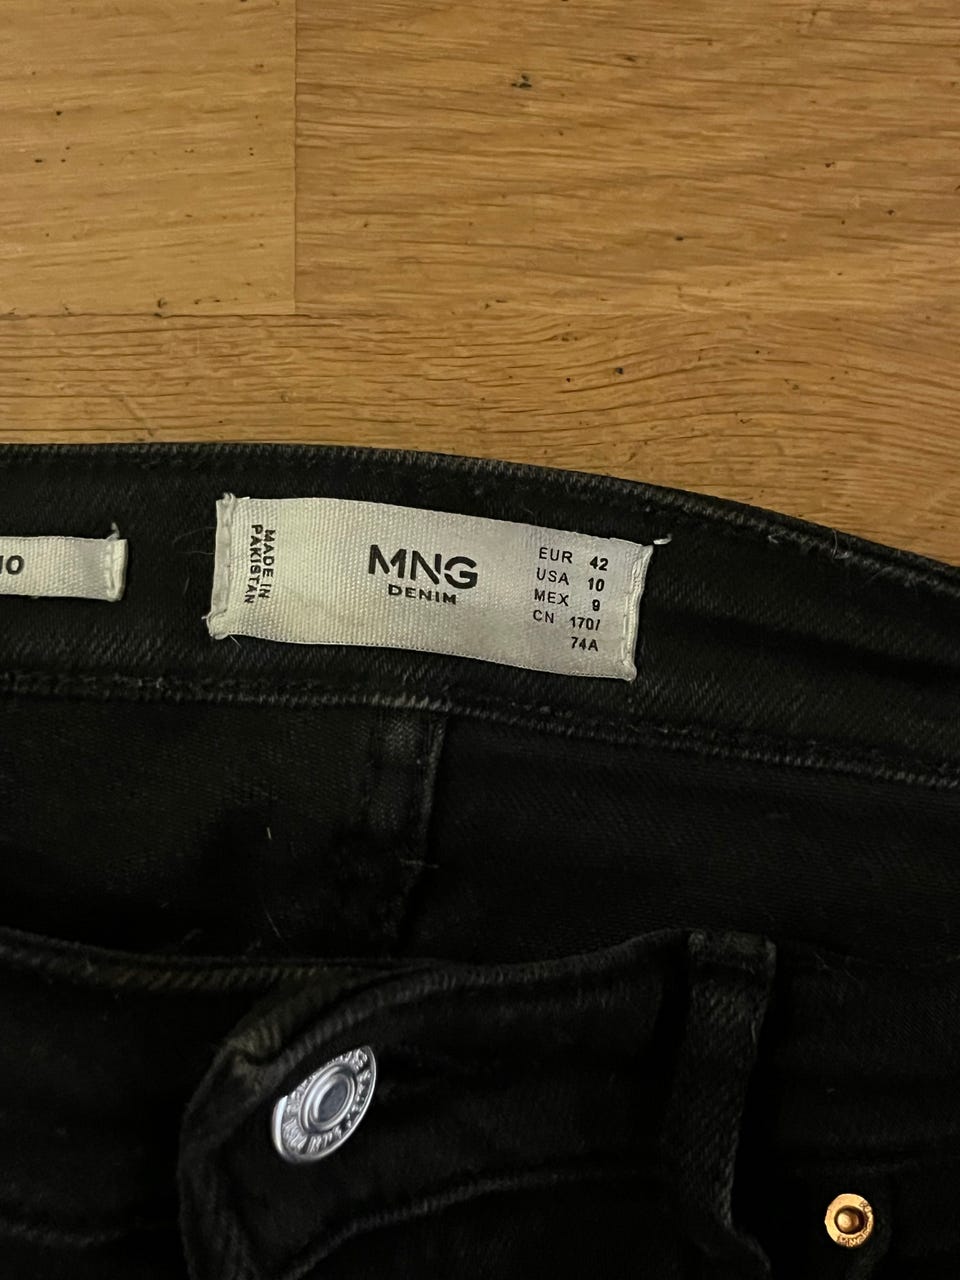 MADE IN
PAKISTAN
MNG
DENIM
EUR 42
USA 10
MEX 9
CN 170/
74A